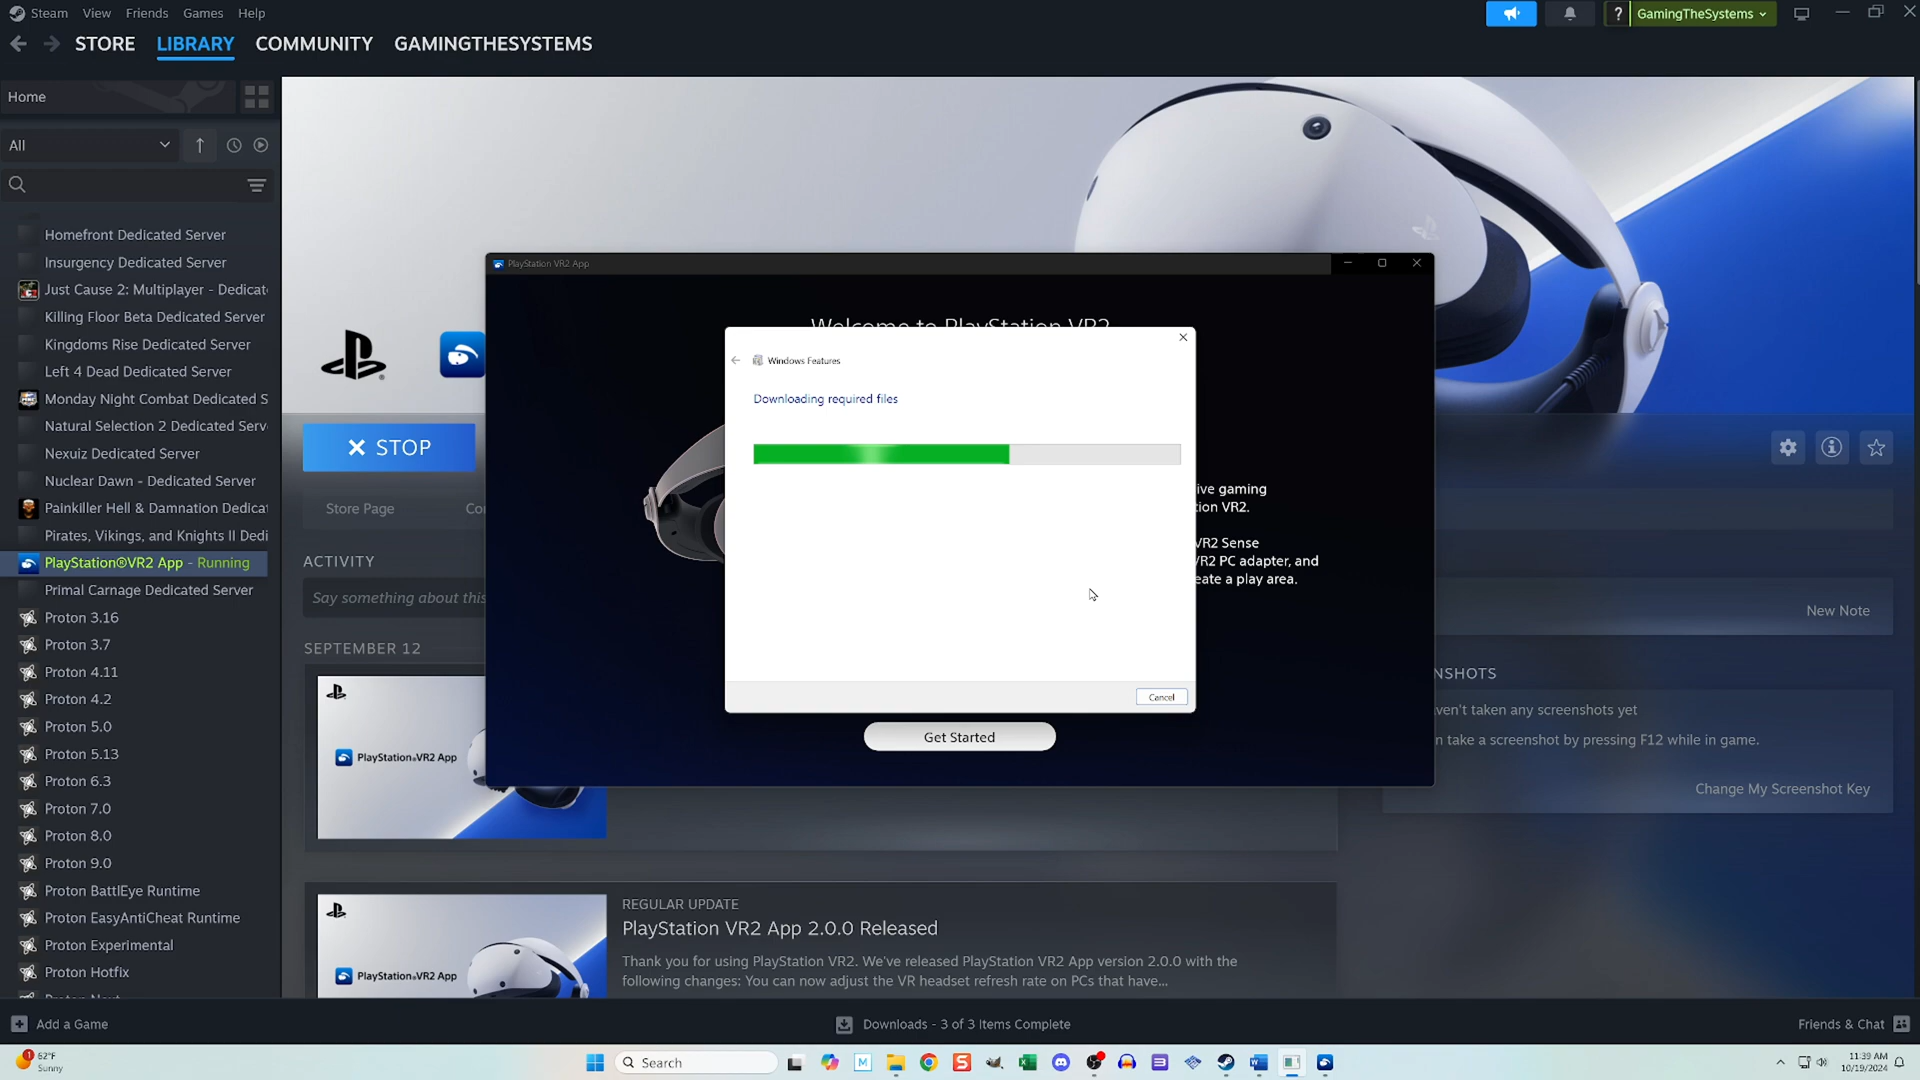 Steam View Friends Games Help
? GamingTheSystems
STORE LIBRARY COMMUNITY GAMINGTHESYSTEMS
Home
All
Homefront Dedicated Server
Insurgency Dedicated Server
Just Cause 2: Multiplayer - Dedicat
Killing Floor Beta Dedicated Server
Kingdoms Rise Dedicated Server
Left 4 Dead Dedicated Server
Monday Night Combat Dedicated S
Natural Selection 2 Dedicated Serv
Nexuiz Dedicated Server
Nuclear Dawn - Dedicated Server
Painkiller Hell & Damnation Dedicat
Pirates, Vikings, and Knights II Dedi
PlayStation®VR2 App - Running
Primal Carnage Dedicated Server
Proton 3.16
Proton 3.7
Proton 4.11
Proton 4.2
Proton 5.0
Proton 5.13
Proton 6.3
Proton 7.0
Proton 8.0
Proton 9.0
Proton BattlEye Runtime
Proton EasyAntiCheat Runtime
Proton Experimental
Proton Hotfix
STOP
Store Page Co
ACTIVITY
Say something about this
SEPTEMBER 12
PlayStation®VR2 App
PlayStation VR2 App
Welcome to PlayStation VR2
Windows Features
Downloading required files
Cancel
ive gaming
ion VR2.
VR2 Sense
R2 PC adapter, and
eate a play area.
Get Started
New Note
NSHOTS
ven't taken any screenshots yet
n take a screenshot by pressing F12 while in game.
Change My Screenshot Key
PlayStation®VR2 App
REGULAR UPDATE
PlayStation VR2 App 2.0.0 Released
Thank you for using PlayStation VR2. We've released PlayStation VR2 App version 2.0.0 with the
following changes: You can now adjust the VR headset refresh rate on PCs that have...
Add a Game
Downloads - 3 of 3 Items Complete
Friends & Chat
1
62°F
Sunny
Search
11:39 AM
10/19/2024